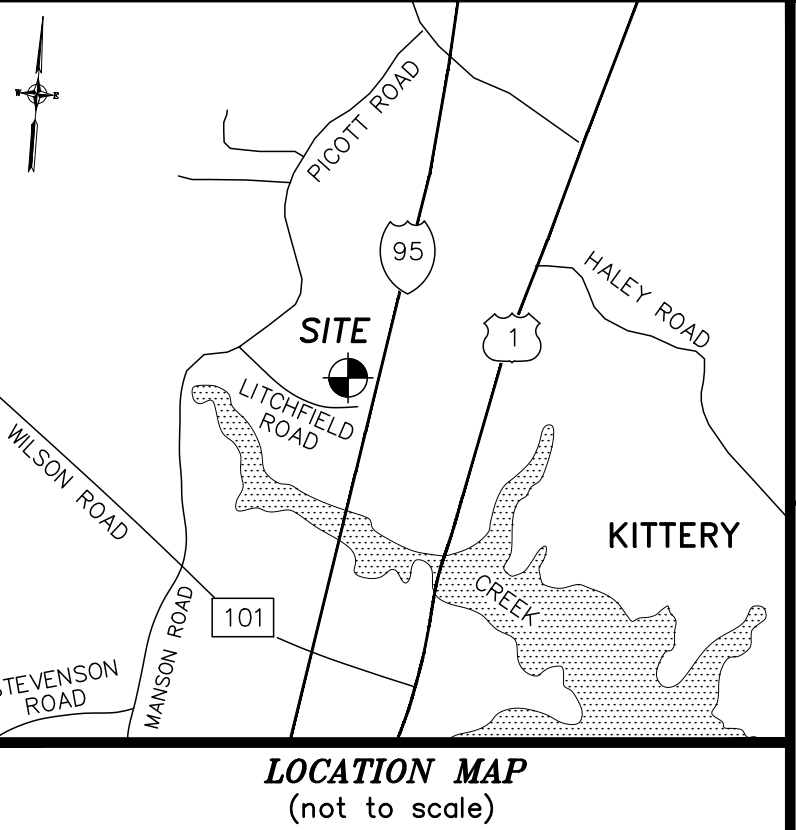 PICOTT ROAD
W E
95
HALEY ROAD
SITE
1
LITCHFIELD
ROAD
WILSON ROAD
KITTERY
CREEK
101
MANSON ROAD
STEVENSON
ROAD
LOCATION MAP
(not to scale)